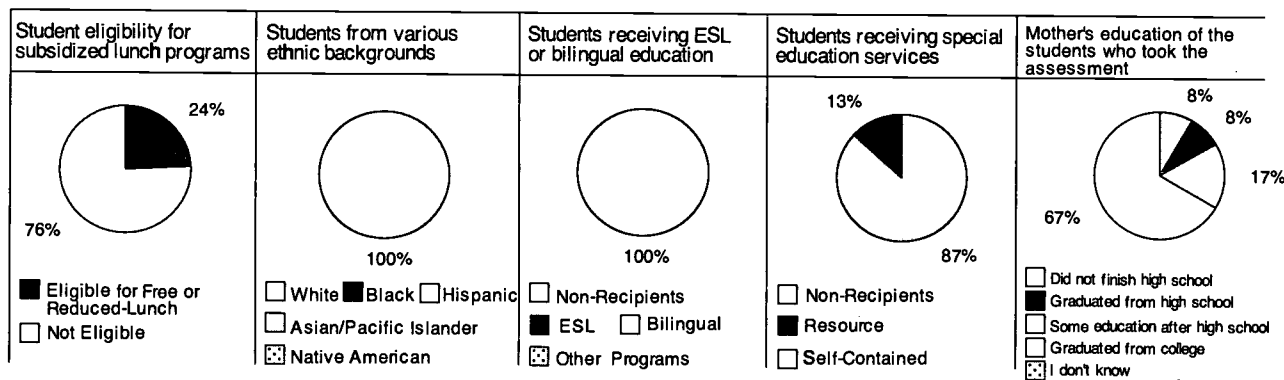 Student eligibility for
subsidized lunch programs
24%
76%
Eligible for Free or
Reduced-Lunch
Not Eligible
Students from various
ethnic backgrounds
100%
White Black Hispanic
Asian/Pacific Islander
Native American
Students receiving ESL
or bilingual education
100%
Non-Recipients
ESL Bilingual
Other Programs
Students receiving special
education services
13%
87%
Non-Recipients
Resource
Self-Contained
Mother's education of the
students who took the
assessment
8%
8%
17%
67%
Did not finish high school
Graduated from high school
Some education after high school
Graduated from college
I don't know